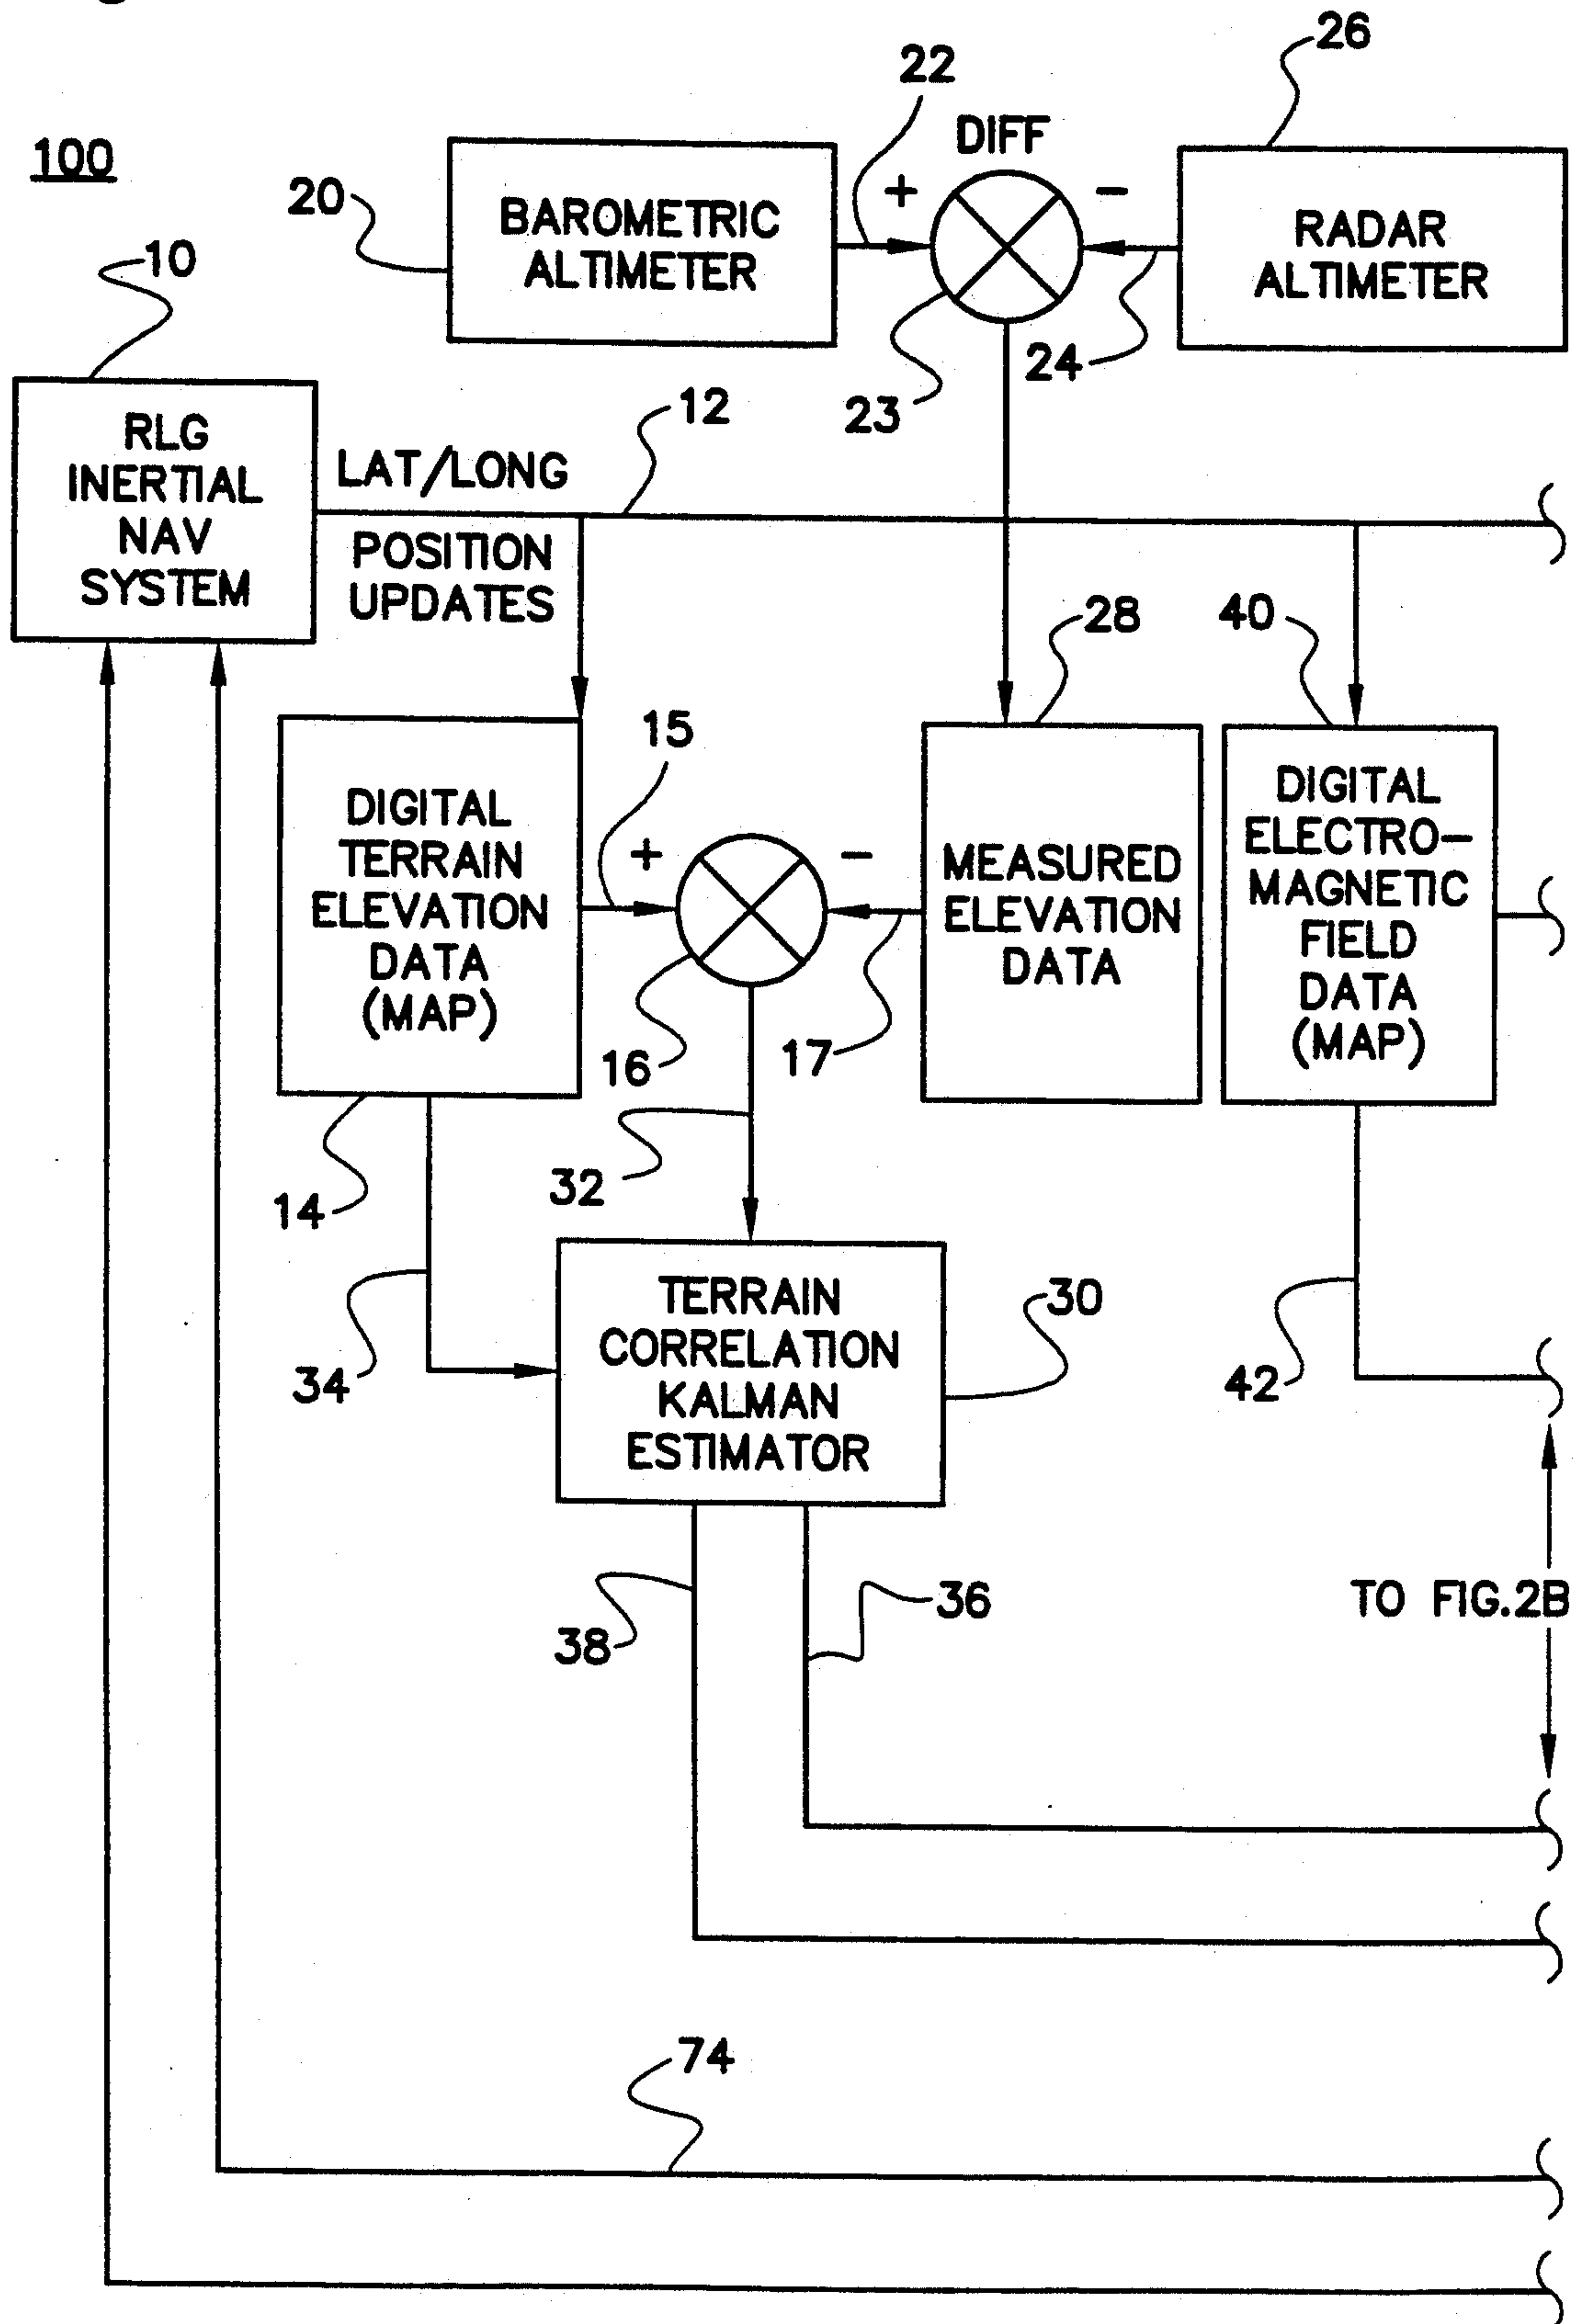 26
22
100
DIFF
20
BAROMETRIC
ALTIMETER
+
−
RADAR
ALTIMETER
10
24
23
12
RLG
INERTIAL
NAV
SYSTEM
LAT/LONG
POSITION
UPDATES
28
40
15
DIGITAL
TERRAIN
ELEVATION
DATA
(MAP)
+
−
MEASURED
ELEVATION
DATA
DIGITAL
ELECTRO-
MAGNETIC
FIELD
DATA
(MAP)
16
17
14
32
34
TERRAIN
CORRELATION
KALMAN
ESTIMATOR
30
42
38
36
TO FIG.2B
74